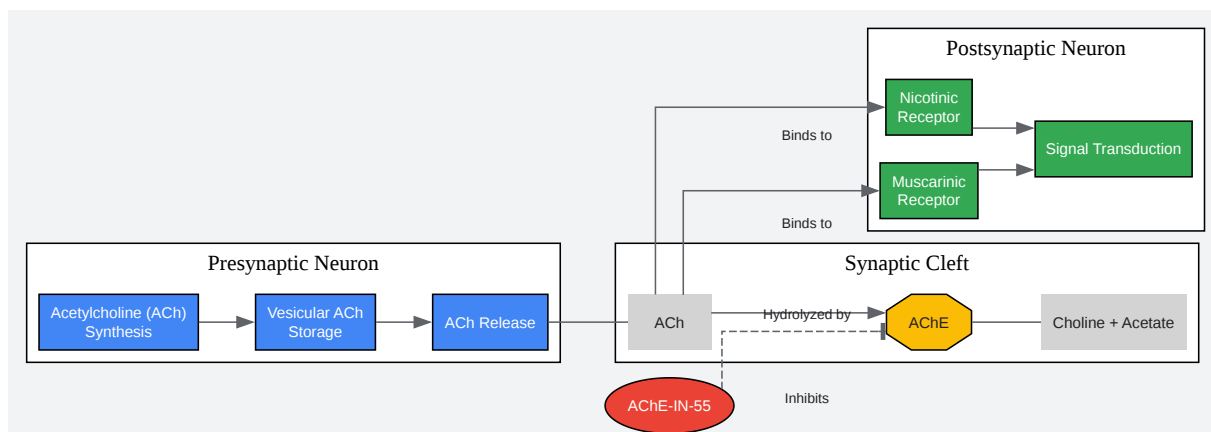 Postsynaptic Neuron
Nicotinic
Receptor
Binds to
Signal Transduction
Muscarinic
Receptor
Binds to
Presynaptic Neuron
Acetylcholine (ACh)
Synthesis
Vesicular ACh
Storage
ACh Release
Synaptic Cleft
ACh
Hydrolyzed by
AChE
Choline + Acetate
AChE-IN-55
Inhibits